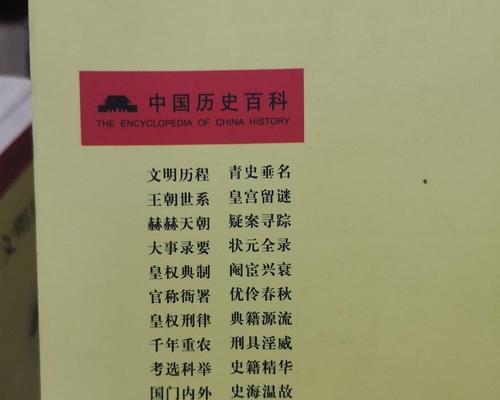 中国历史百科
THE ENCYCLOPEDIA OF CHINA HISTORY
文明历程 青史垂名
王朝世系 皇宫留谜
赫赫天朝 疑案寻踪
大事录要 状元全录
皇权典制 阉宦兴衰
官称衙署 优伶春秋
皇权刑律 典籍源流
千年重农 刑具淫威
考选科举 史籍精华
国门内外 史海温故